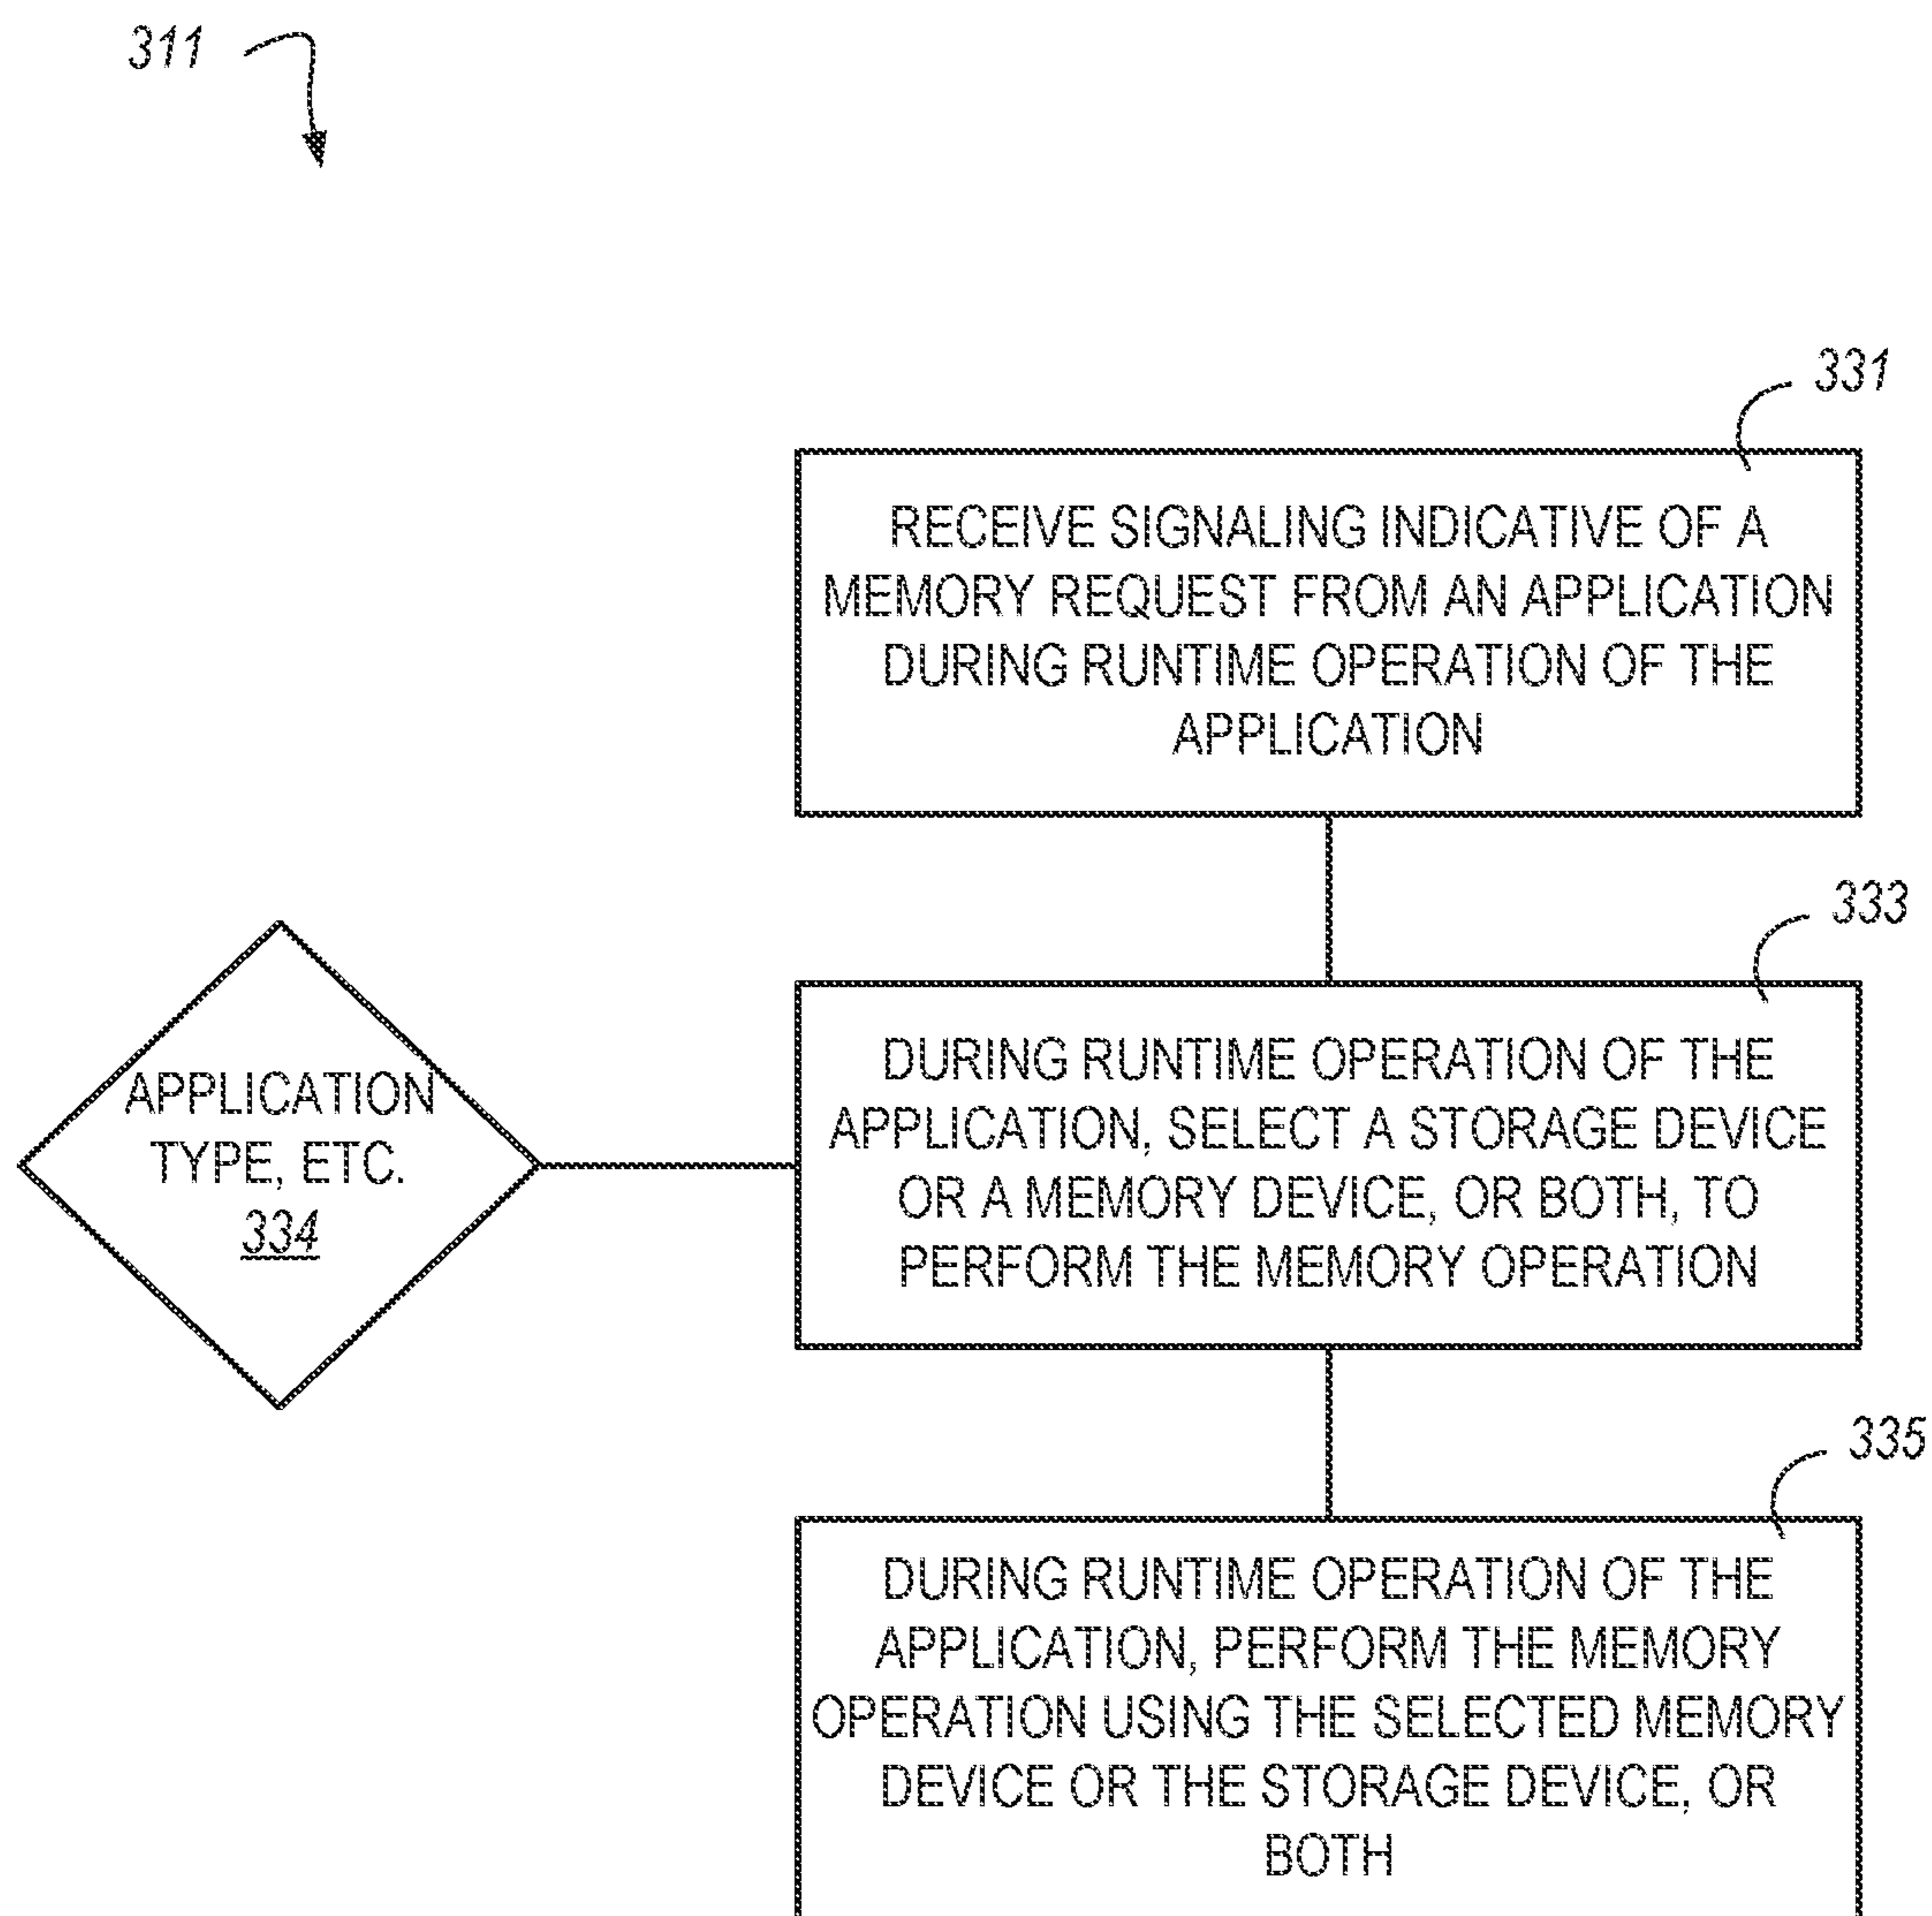 311
331
RECEIVE SIGNALING INDICATIVE OF A
MEMORY REQUEST FROM AN APPLICATION
DURING RUNTIME OPERATION OF THE
APPLICATION
333
DURING RUNTIME OPERATION OF THE
APPLICATION, SELECT A STORAGE DEVICE
OR A MEMORY DEVICE, OR BOTH, TO
PERFORM THE MEMORY OPERATION
APPLICATION
TYPE, ETC.
334
335
DURING RUNTIME OPERATION OF THE
APPLICATION, PERFORM THE MEMORY
OPERATION USING THE SELECTED MEMORY
DEVICE OR THE STORAGE DEVICE, OR
BOTH